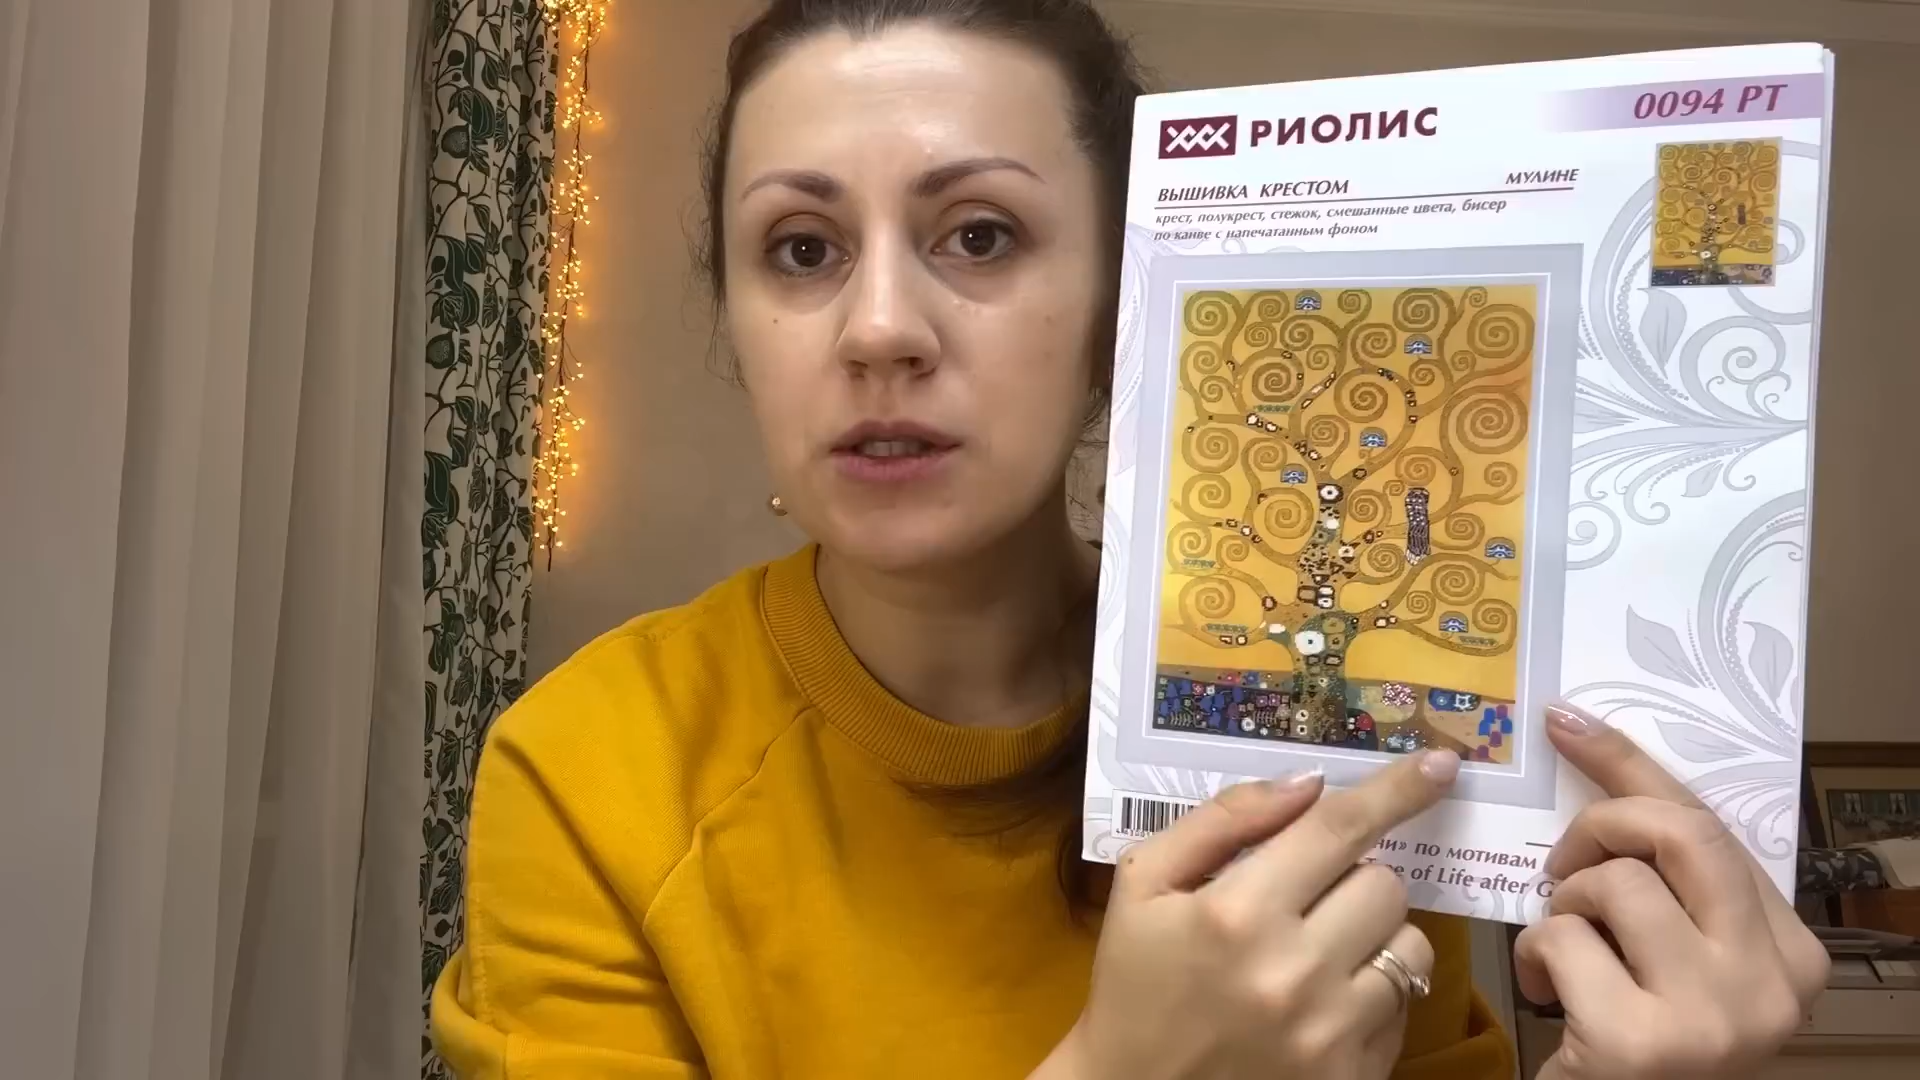 РИОЛИС
0094 РТ
ВЫШИВКА КРЕСТОМ
МУЛИНЕ
крест, полукрест, стежок, смешанные цвета, бисер
по канве с напечатанным фоном
по мотивам
of Life after